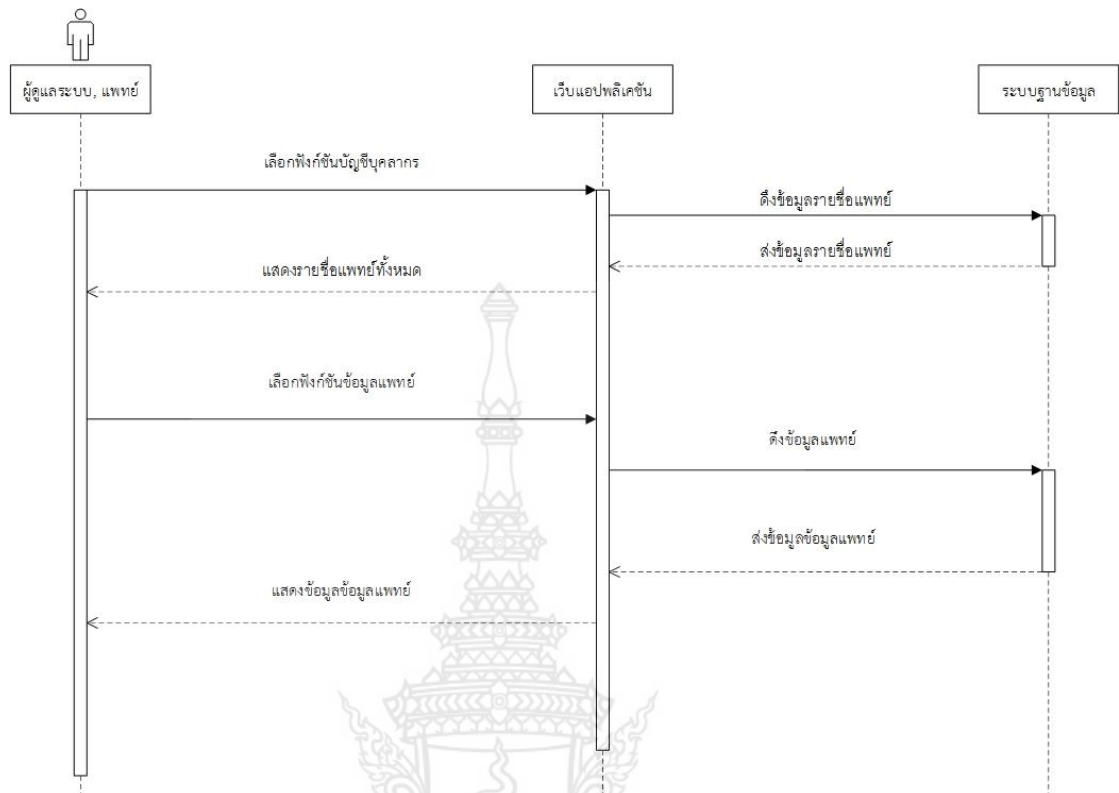 ผู้ดูแลระบบ, แพทย์
เว็บแอปพลิเคชัน
ระบบฐานข้อมูล
เลือกฟังก์ชันบัญชีบุคลากร
ดึงข้อมูลรายชื่อแพทย์
ส่งข้อมูลรายชื่อแพทย์
แสดงรายชื่อแพทย์ทั้งหมด
เลือกฟังก์ชันข้อมูลแพทย์
ดึงข้อมูลแพทย์
ส่งข้อมูลข้อมูลแพทย์
แสดงข้อมูลข้อมูลแพทย์